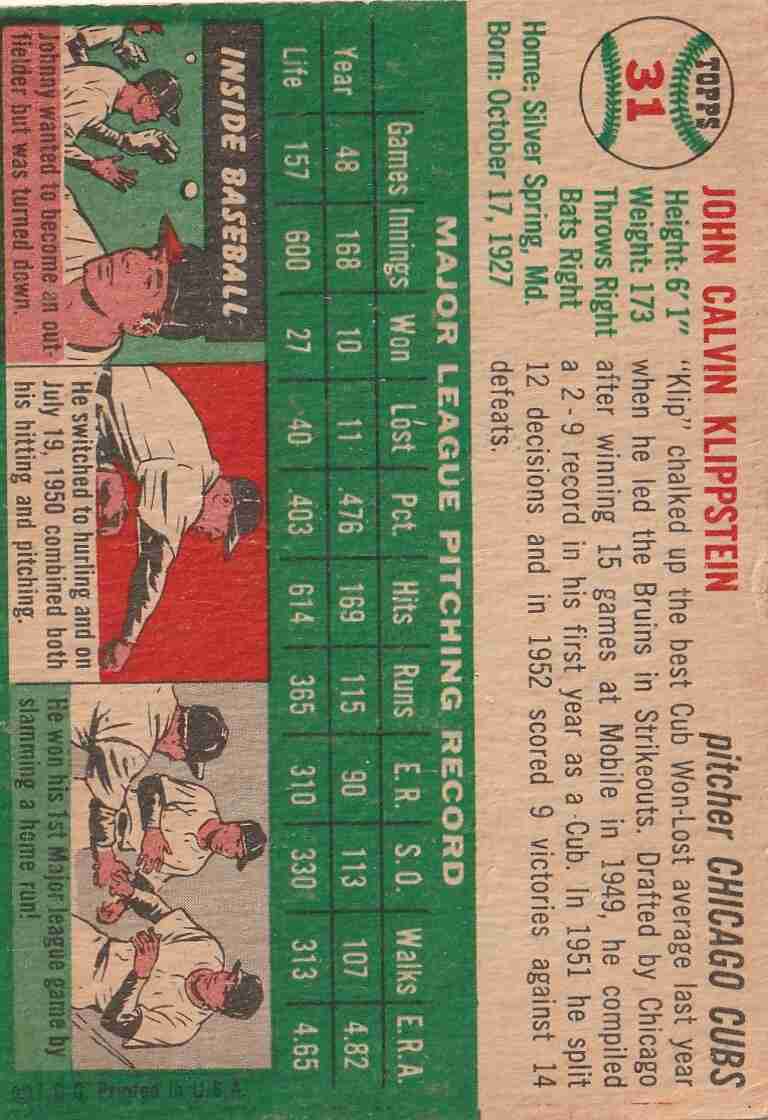 TOPPS
31
JOHN CALVIN KLIPPSTEIN
pitcher CHICAGO CUBS
Height: 6'1"
Weight: 173
Throws Right
Bats Right
Home: Silver Spring, Md.
Born: October 17, 1927
"Klip" chalked up the best Cub Won-Lost average last year
when he led the Bruins in Strikeouts. Drafted by Chicago
after winning 15 games at Mobile in 1949, he compiled
a 2-9 record in his first year as a Cub. In 1951 he split
12 decisions and in 1952 scored 9 victories against 14
defeats.
MAJOR LEAGUE PITCHING RECORD
Games Innings Won Lost Pct. Hits Runs E.R. S.O. Walks E.R.A.
Year 48 168 10 11 .476 169 115 90 113 107 4.82
Life 157 600 27 40 .403 614 365 310 330 313 4.65
INSIDE BASEBALL
Johnny wanted to become an out-
fielder but was turned down.
He switched to hurling and on
July 19, 1950 combined both
his hitting and pitching.
He won his 1st Major league game by
slamming a home run!
T.C.G. Printed in U.S.A.